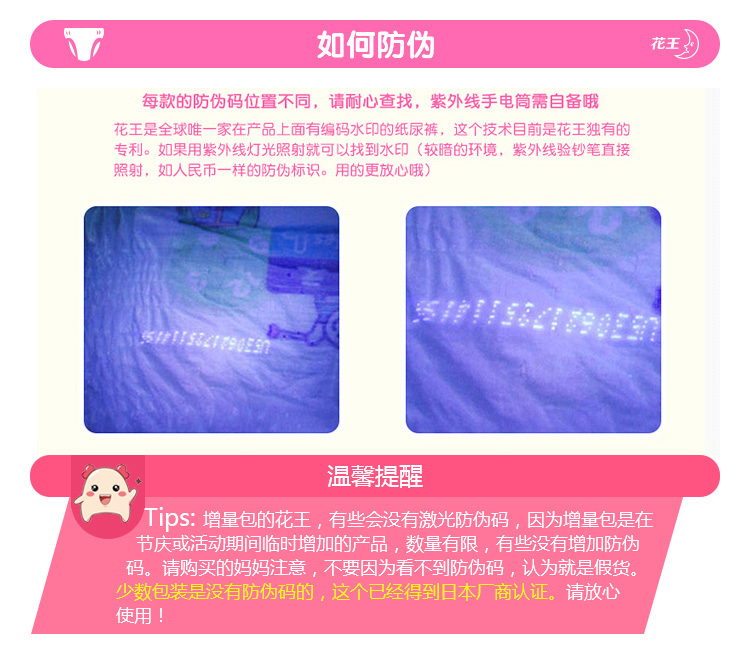 如何防伪
花王
每款的防伪码位置不同，请耐心查找，紫外线手电筒需自备哦
花王是全球唯一家在产品上面有编码水印的纸尿裤，这个技术目前是花王独有的
专利。如果用紫外线灯光照射就可以找到水印（较暗的环境，紫外线验钞笔直接
照射，如人民币一样的防伪标识。用的更放心哦）
温馨提醒
Tips: 增量包的花王，有些会没有激光防伪码，因为增量包是在
节庆或活动期间临时增加的产品，数量有限，有些没有增加防伪
码。请购买的妈妈注意，不要因为看不到防伪码，认为就是假货。
少数包装是没有防伪码的，这个已经得到日本厂商认证。请放心
使用！